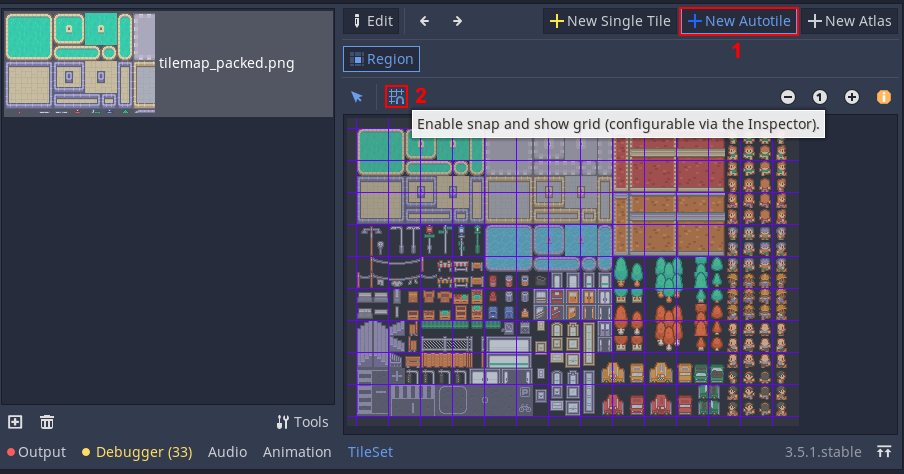 Edit
New Single Tile
New Autotile
New Atlas
1
tilemap_packed.png
Region
2
1
Enable snap and show grid (configurable via the Inspector).
Tools
Output
Debugger (33)
Audio
Animation
TileSet
3.5.1.stable